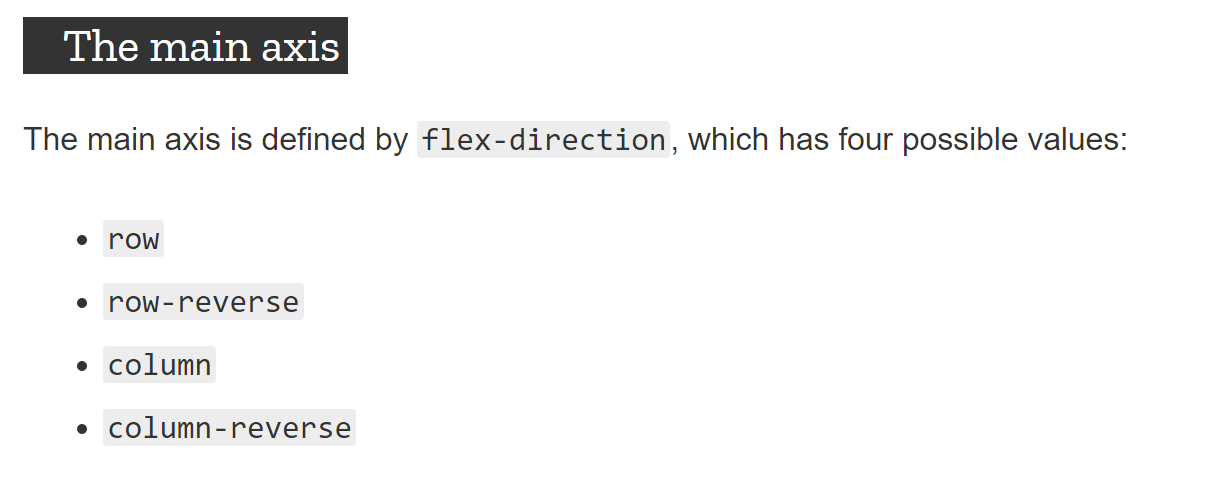 The main axis
The main axis is defined by flex-direction, which has four possible values:
• row
• row-reverse
• column
• column-reverse